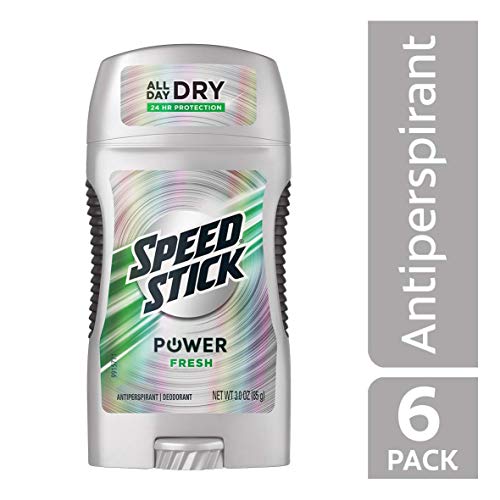 ALL DAY DRY
24 HR PROTECTION
SPEED
STICK
POWER
FRESH
ANTIPERSPIRANT | DEODORANT
NET WT 3.0 OZ (85 g)
Antiperspirant
6
PACK